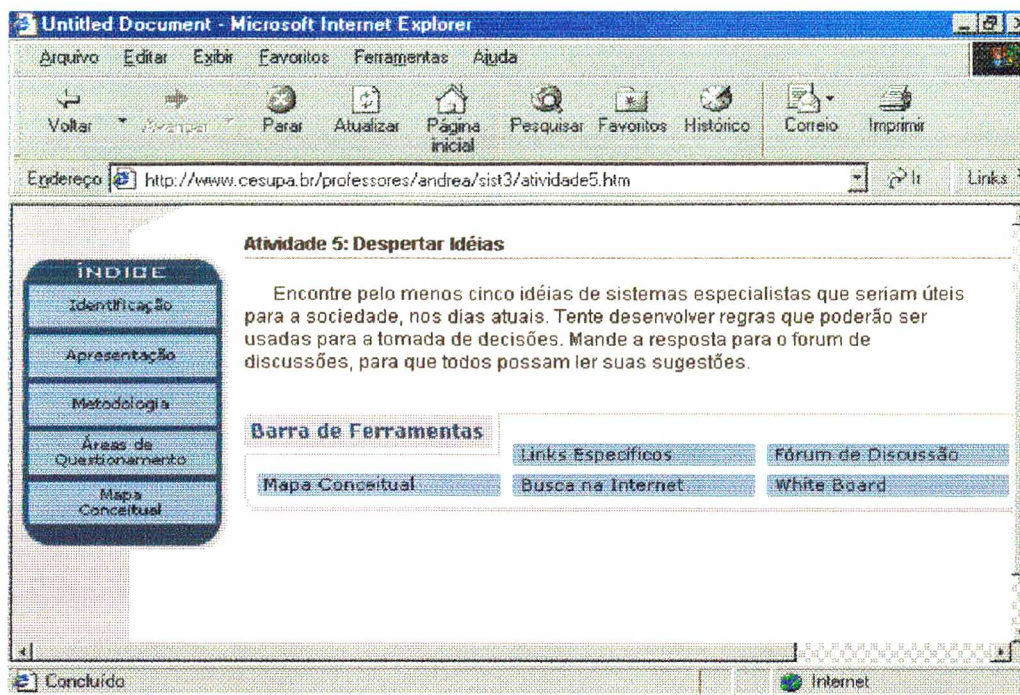 Untitled Document - Microsoft Internet Explorer
Arquivo Editar Exibir Favoritos Ferramentas Ajuda
Voltar Avançar Parar Atualizar Página inicial Pesquisar Favoritos Histórico Correio Imprimir
Endereço http://www.cesupa.br/professores/andrea/sist3/atividade5.htm Ir Links
Atividade 5: Despertar Idéias
Encontre pelo menos cinco idéias de sistemas especialistas que seriam úteis
para a sociedade, nos dias atuais. Tente desenvolver regras que poderão ser
usadas para a tomada de decisões. Mande a resposta para o forum de
discussões, para que todos possam ler suas sugestões.
ÍNDICE
Identificação
Apresentação
Metodologia
Áreas de
Questionamento
Mapa
Conceitual
Barra de Ferramentas
Links Específicos Fórum de Discussão
Mapa Conceitual Busca na Internet White Board
Concluído Internet